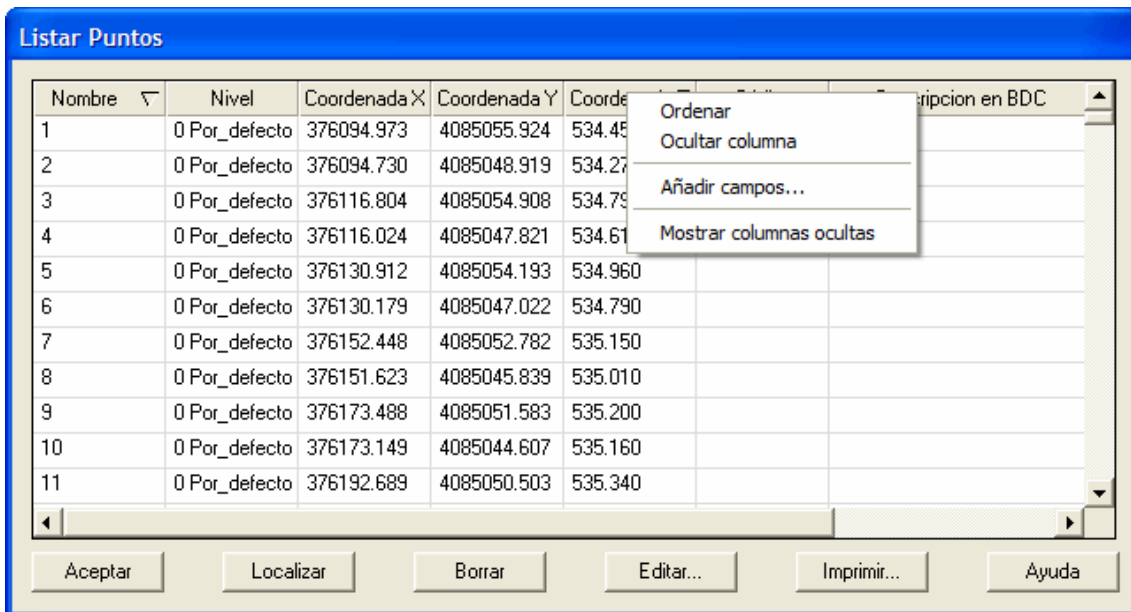 Listar Puntos
Nombre Nivel Coordenada X Coordenada Y
Ordenar
Ocultar columna
Añadir campos...
Mostrar columnas ocultas
en BDC
1 0 Por_defecto 376094.973 4085055.924
2 0 Por_defecto 376094.730 4085048.919
3 0 Por_defecto 376116.804 4085054.908
4 0 Por_defecto 376116.024 4085047.821
5 0 Por_defecto 376130.912 4085054.193 534.960
6 0 Por_defecto 376130.179 4085047.022 534.790
7 0 Por_defecto 376152.448 4085052.782 535.150
8 0 Por_defecto 376151.623 4085045.839 535.010
9 0 Por_defecto 376173.488 4085051.583 535.200
10 0 Por_defecto 376173.149 4085044.607 535.160
11 0 Por_defecto 376192.689 4085050.503 535.340
Aceptar Localizar Borrar Editar... Imprimir... Ayuda